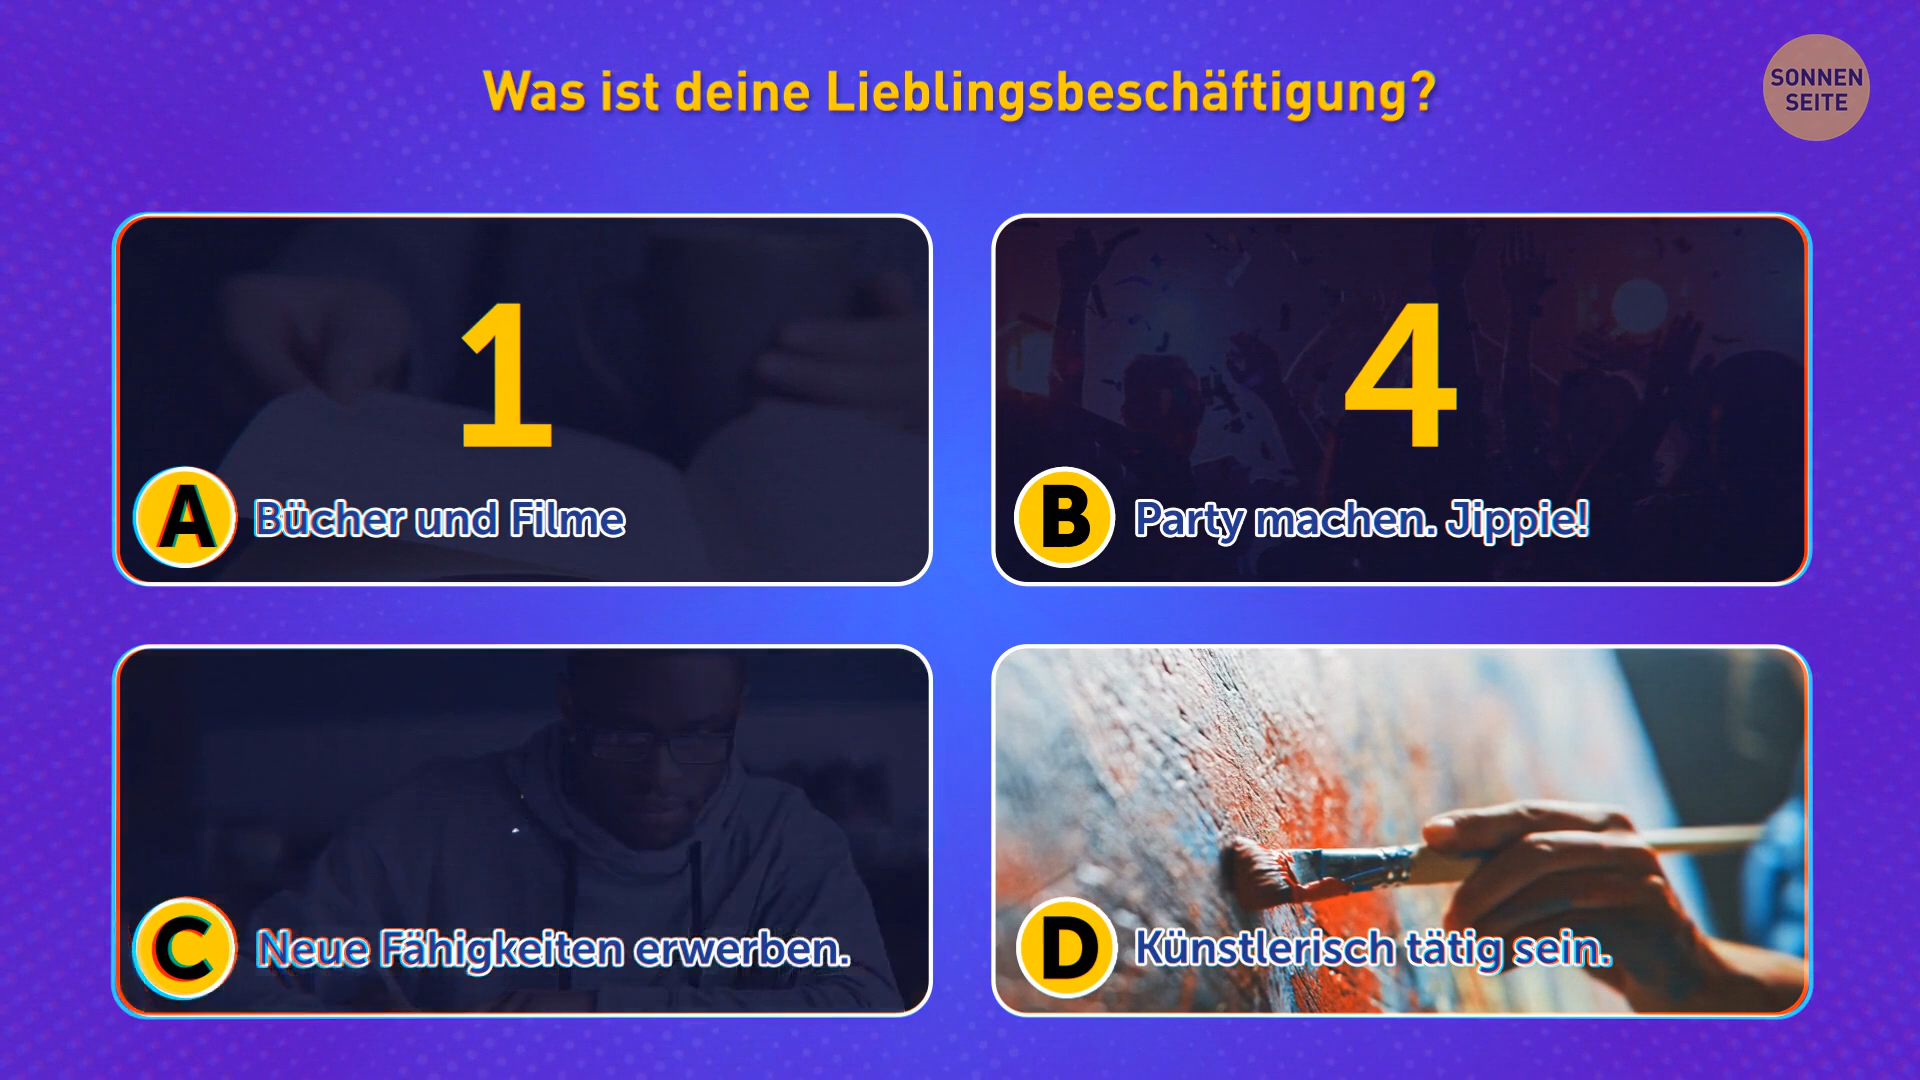 Was ist deine Lieblingsbeschäftigung?
SONNEN
SEITE
1
A Bücher und Filme
4
B Party machen. Jippie!
C Neue Fähigkeiten erwerben.
D Künstlerisch tätig sein.